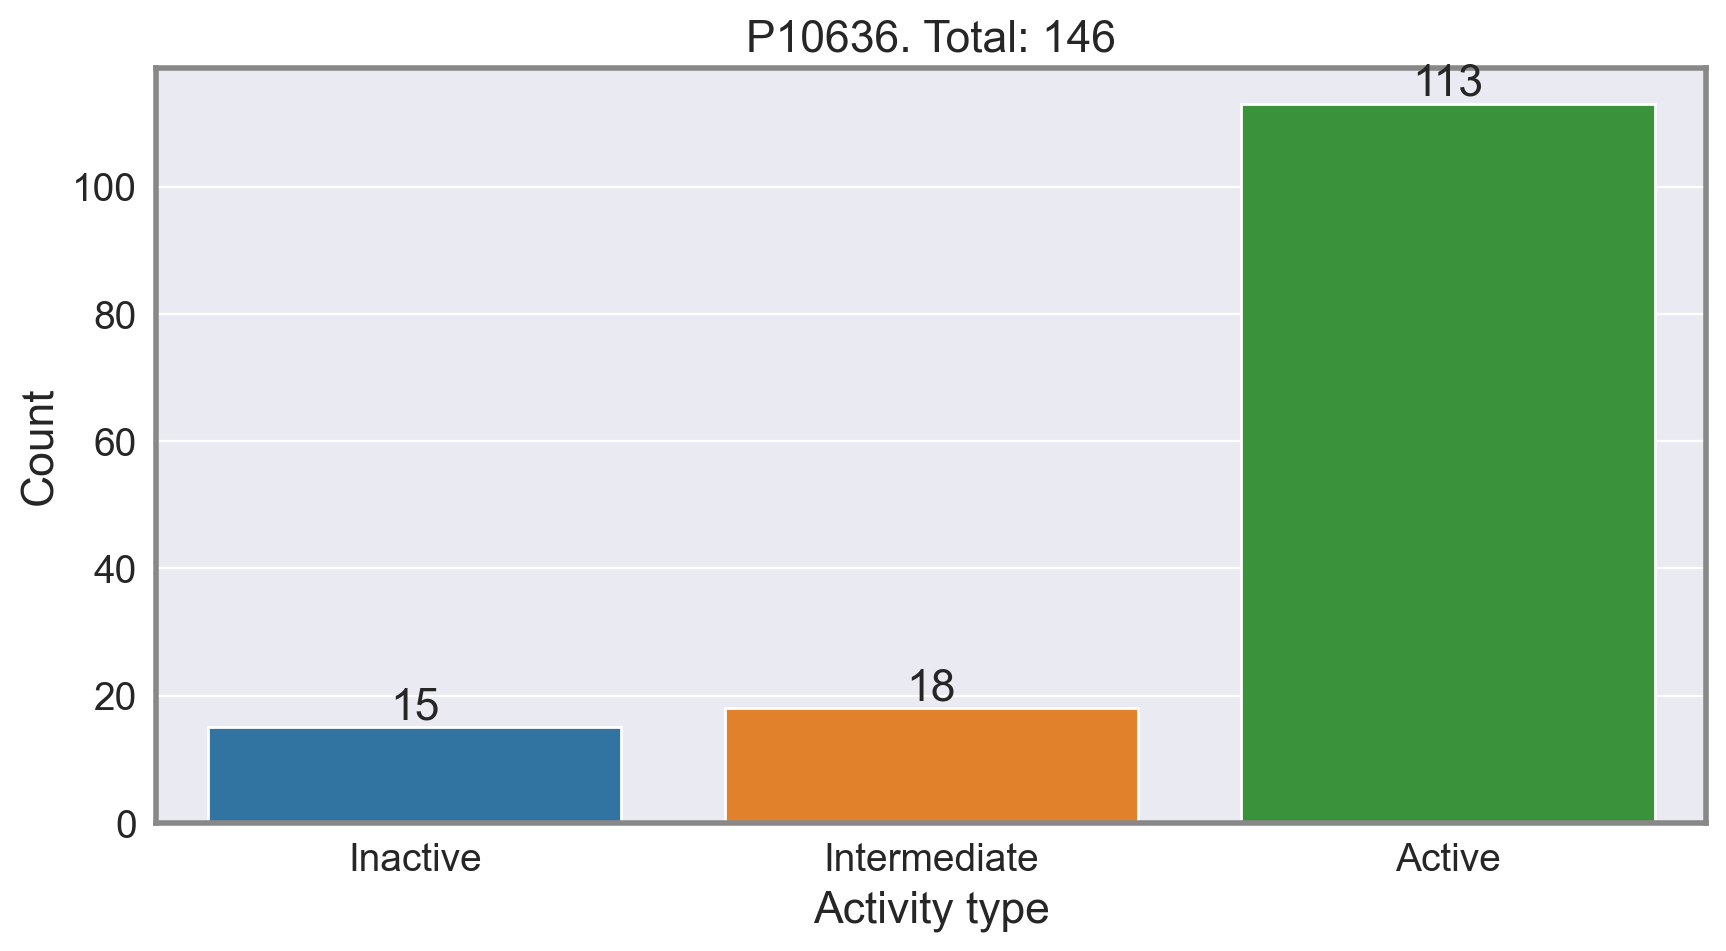 P10636. Total: 146
113
100
80
60
40
20
0
Count
15
18
Inactive
Intermediate
Active
Activity type